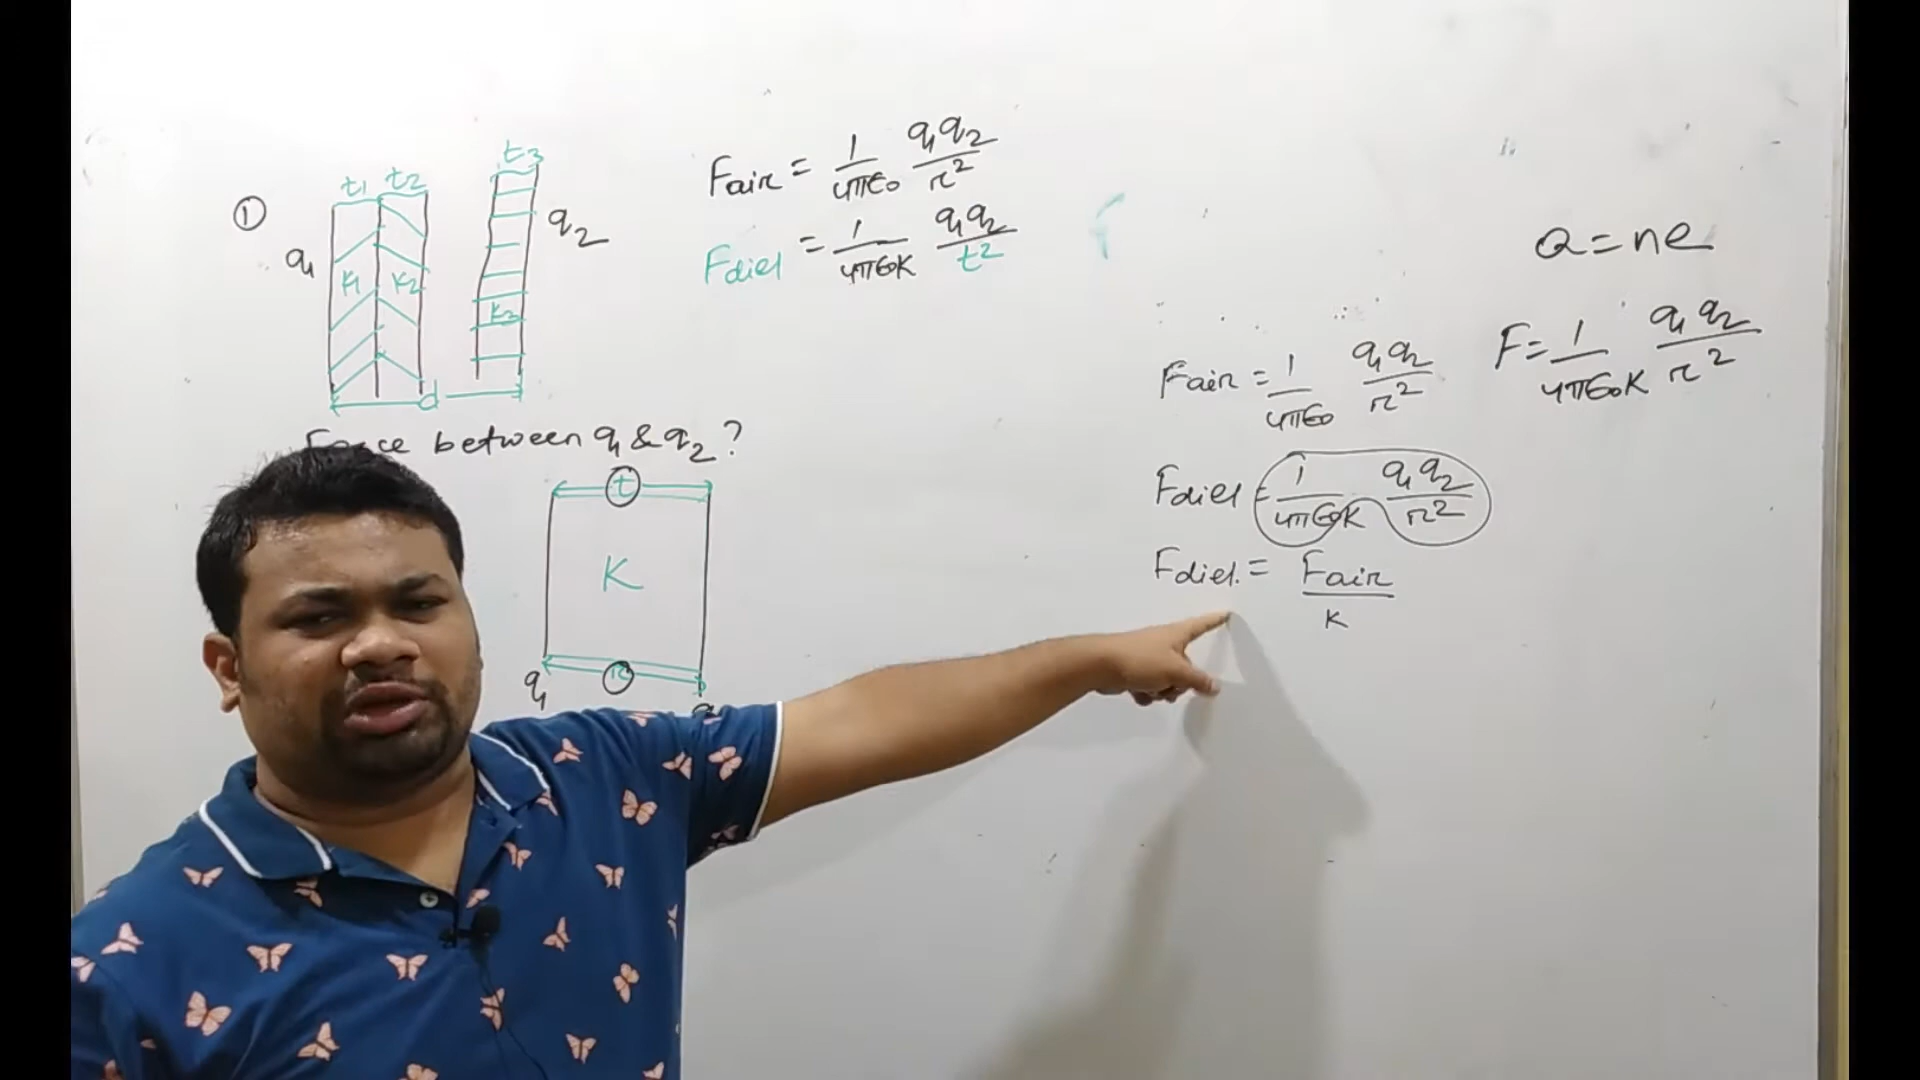 ①
t1 t2 t3
q1 K1 K2 K3 q2
d
Force between q1 & q2 ?
t
K
r
q1
Fair = 1/4πϵ0 q1q2/r²
Fdiel = 1/4πϵ0K q1q2/t²
Q = ne
F = 1/4πϵ0K q1q2/r²
Fair = 1/4πϵ0 q1q2/r²
Fdiel = 1/4πϵ0K q1q2/r²
Fdiel. = Fair/K